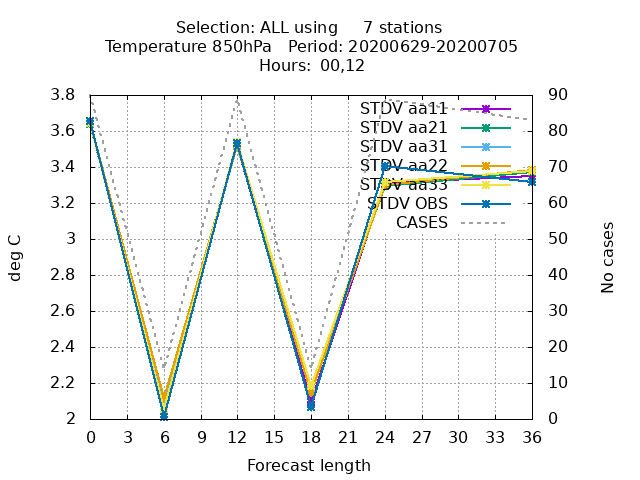 Selection: ALL using 7 stations
Temperature 850hPa Period: 20200629-20200705
Hours: 00,12
3.8
3.6
3.4
3.2
3
2.8
2.6
2.4
2.2
2
90
80
70
60
50
40
30
20
10
0
STDV aa11
STDV aa21
STDV aa31
STDV aa22
STDV aa33
STDV OBS
CASES
deg C
No cases
0 3 6 9 12 15 18 21 24 27 30 33 36
Forecast length